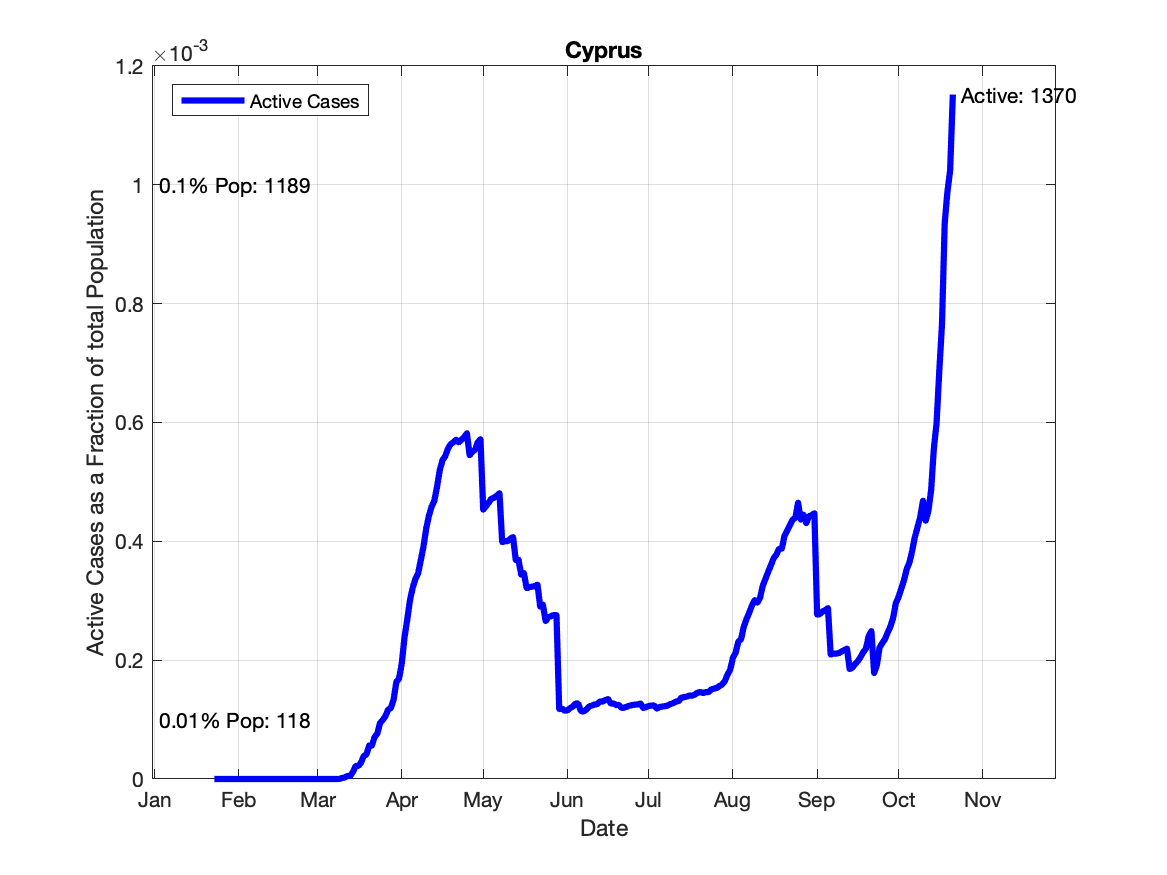 Cyprus
×10-3
1.2
Active Cases
Active: 1370
1
0.1% Pop: 1189
0.8
0.6
0.4
0.2
0.01% Pop: 118
0
Active Cases as a Fraction of total Population
Jan Feb Mar Apr May Jun Jul Aug Sep Oct Nov
Date